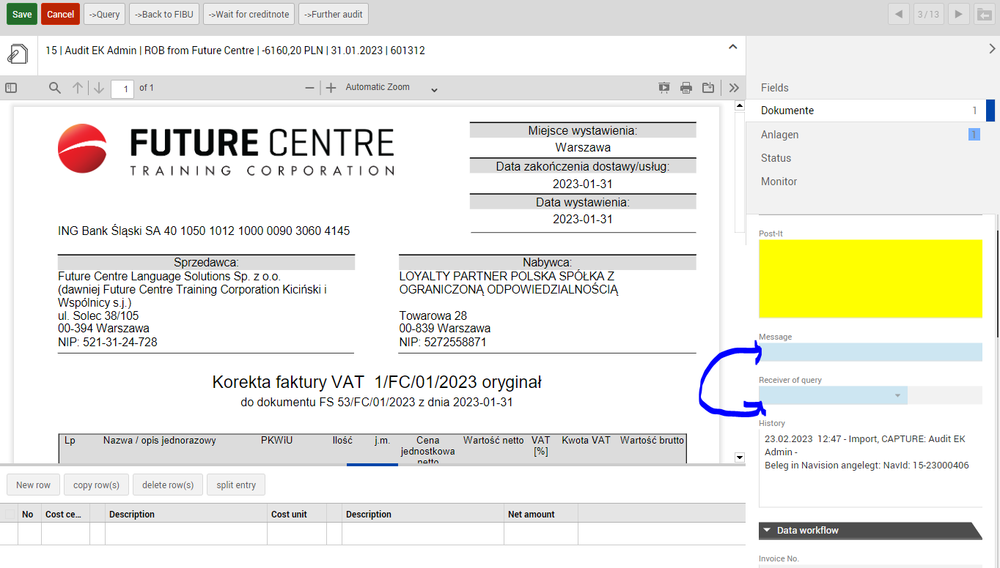 Save Cancel ->Query ->Back to FIBU ->Wait for creditnote ->Further audit 3 / 13
15 | Audit EK Admin | ROB from Future Centre | -6160,20 PLN | 31.01.2023 | 601312
1 of 1 Automatic Zoom
FUTURE CENTRE
TRAINING CORPORATION
Miejsce wystawienia:
Warszawa
Data zakończenia dostawy/usług:
2023-01-31
Data wystawienia:
2023-01-31
ING Bank Śląski SA 40 1050 1012 1000 0090 3060 4145
Sprzedawca:
Future Centre Language Solutions Sp. z o.o.
(dawniej Future Centre Training Corporation Kiciński i
Wspólnicy s.j.)
ul. Solec 38/105
00-394 Warszawa
NIP: 521-31-24-728
Nabywca:
LOYALTY PARTNER POLSKA SPÓŁKA Z
OGRANICZONĄ ODPOWIEDZIALNOŚCIĄ
Towarowa 28
00-839 Warszawa
NIP: 5272558871
Korekta faktury VAT 1/FC/01/2023 oryginał
do dokumentu FS 53/FC/01/2023 z dnia 2023-01-31
Lp Nazwa / opis jednorazowy PKWiU Ilość j.m. Cena Wartość netto VAT Kwota VAT Wartość brutto
jednostkowa [%]
netto
New row copy row(s) delete row(s) split entry
No Cost ce... Description Cost unit Description Net amount
Fields
Dokumente 1
Anlagen 1
Status
Monitor
Post-It
Message
Receiver of query
History
23.02.2023 12:47 - Import, CAPTURE: Audit EK
Admin -
Beleg in Navision angelegt: NavId: 15-23000406
Data workflow
Invoice No.